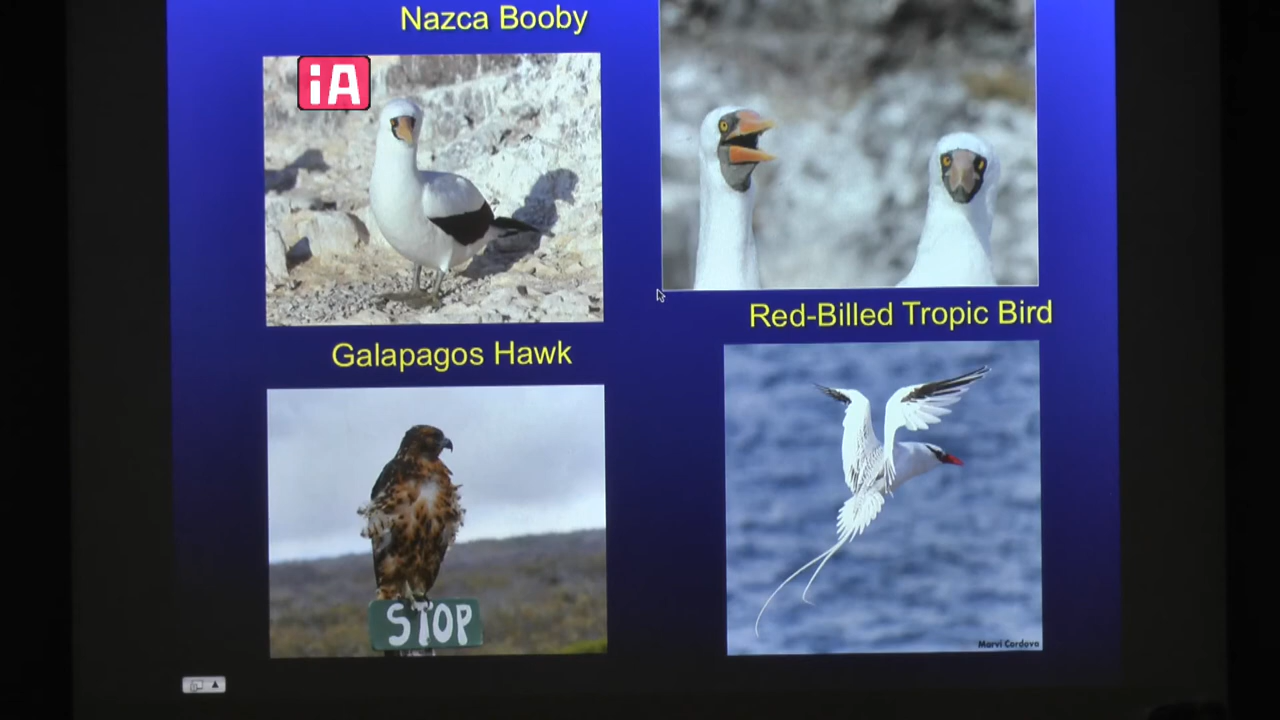 Nazca Booby
iA
Red-Billed Tropic Bird
Galapagos Hawk
STOP
Marvi Cordova